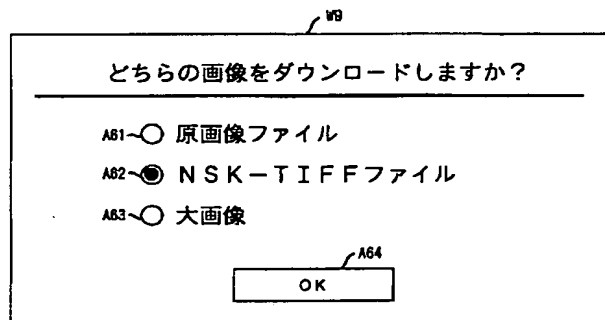 W9
どちらの画像をダウンロードしますか?
A61 原画像ファイル
A62 NSK-TIFFファイル
A63 大画像
A64
OK